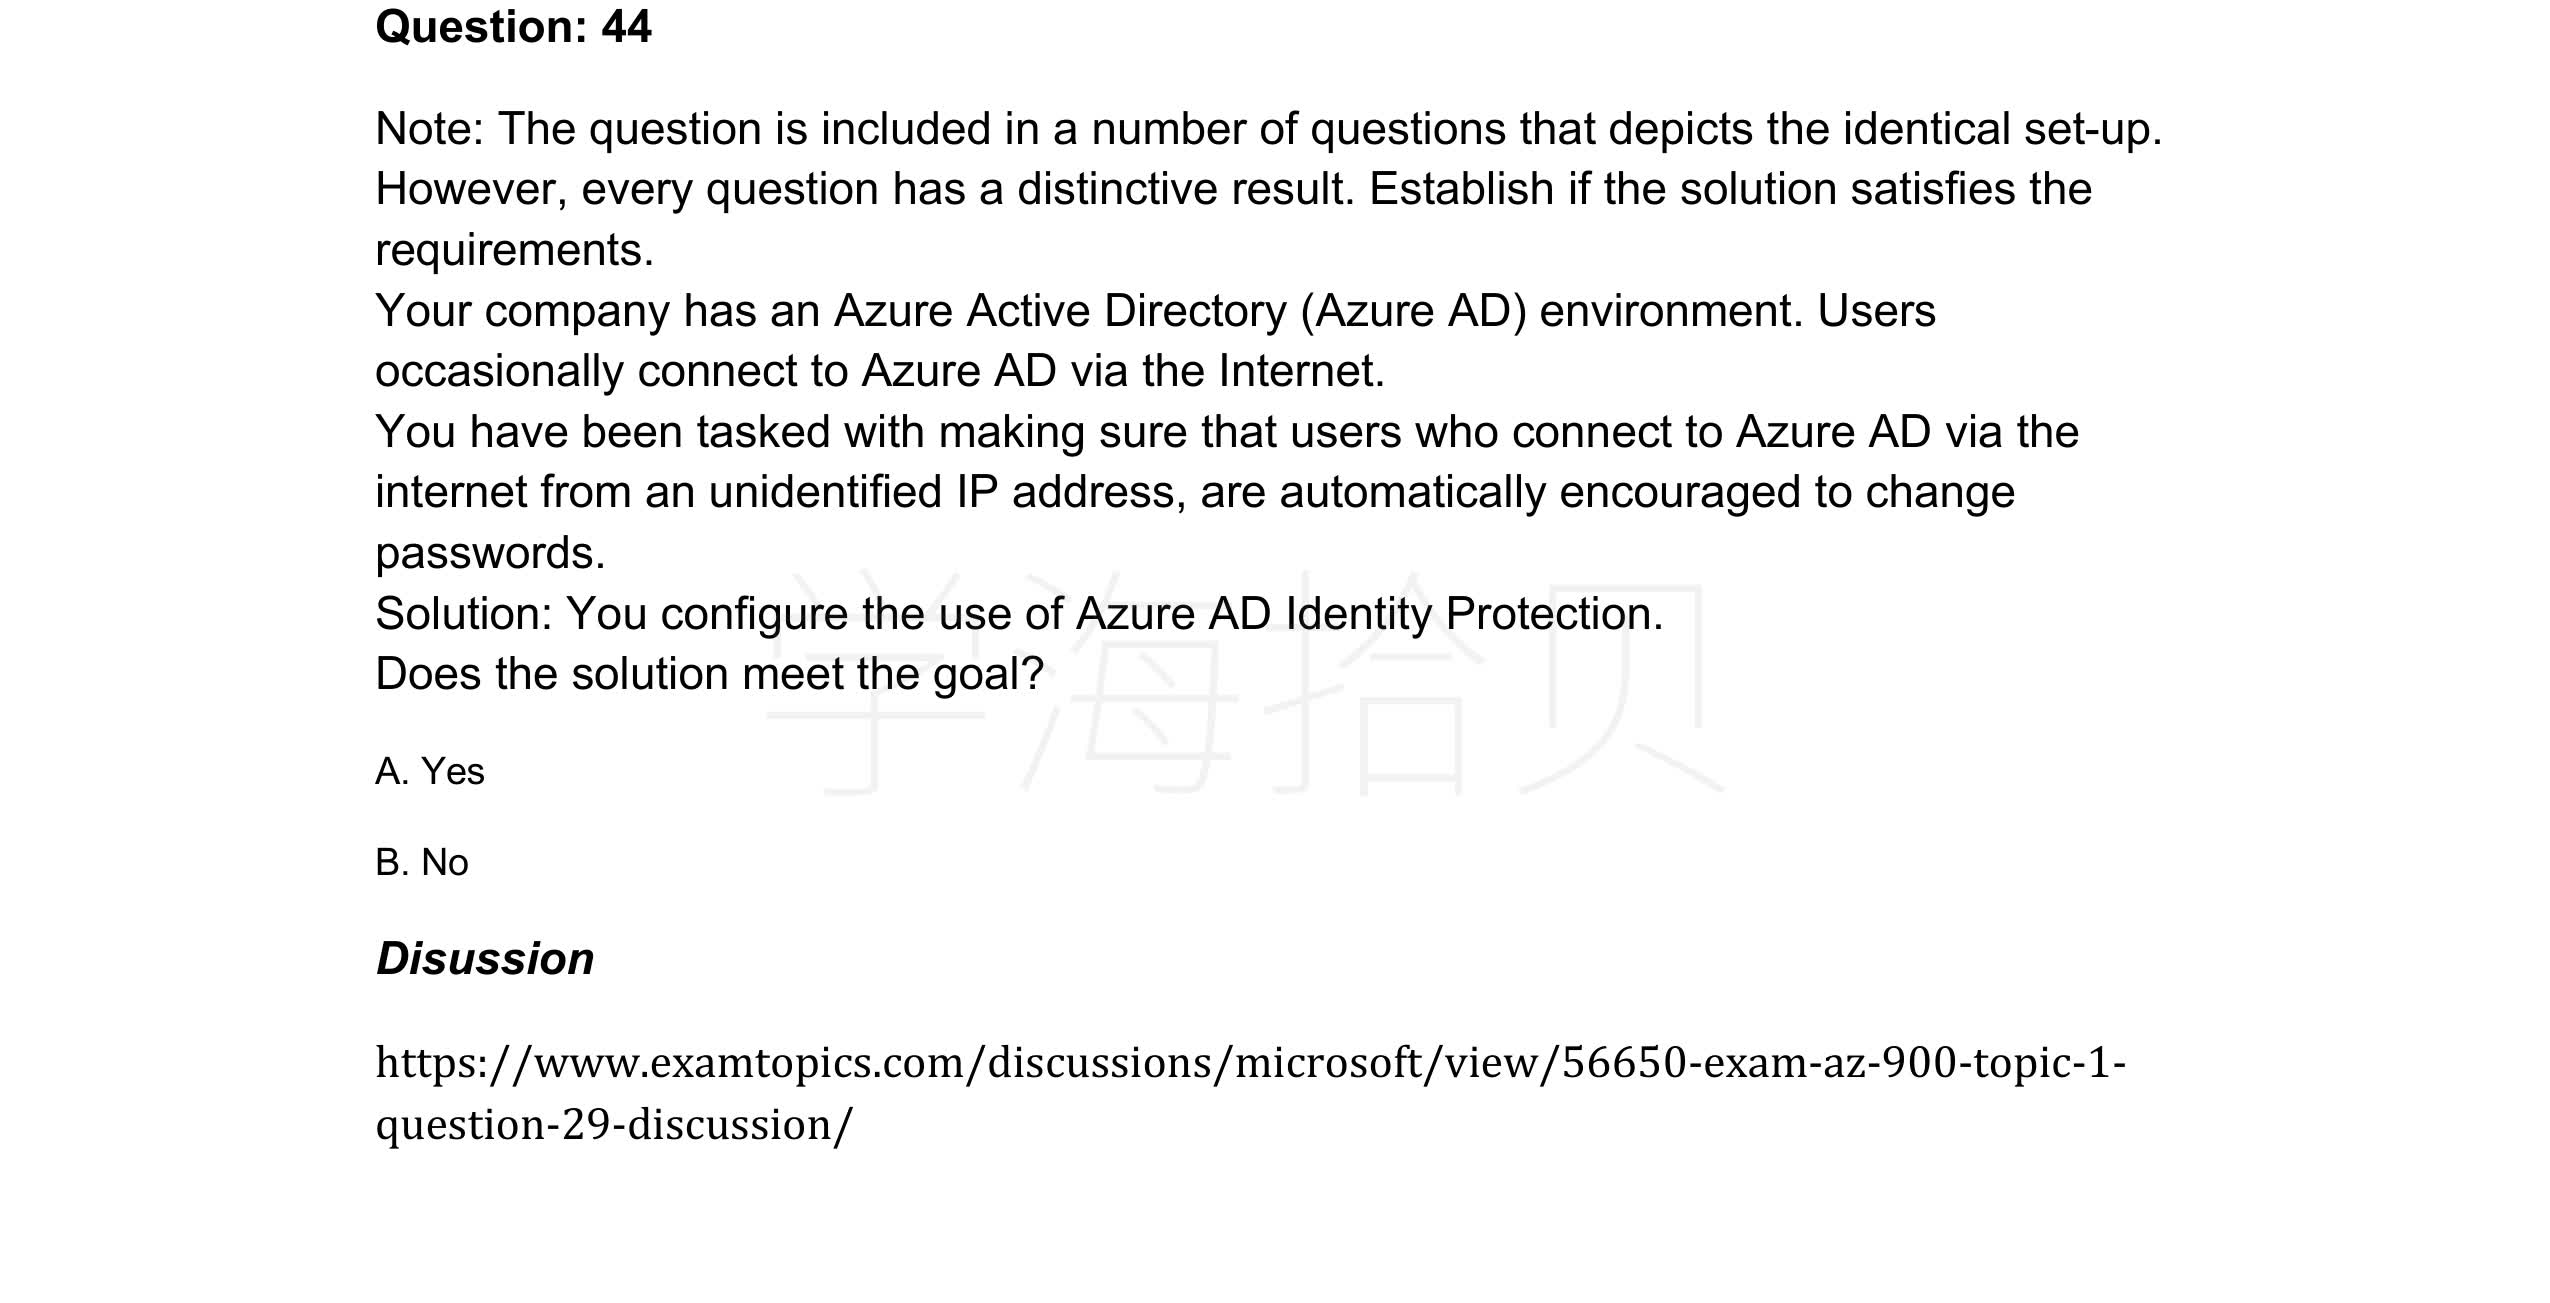 Question: 44
Note: The question is included in a number of questions that depicts the identical set-up.
However, every question has a distinctive result. Establish if the solution satisfies the
requirements.
Your company has an Azure Active Directory (Azure AD) environment. Users
occasionally connect to Azure AD via the Internet.
You have been tasked with making sure that users who connect to Azure AD via the
internet from an unidentified IP address, are automatically encouraged to change
passwords.
Solution: You configure the use of Azure AD Identity Protection.
Does the solution meet the goal?
学海拾贝
A. Yes
B. No
Disussion
https://www.examtopics.com/discussions/microsoft/view/56650-exam-az-900-topic-1-
question-29-discussion/